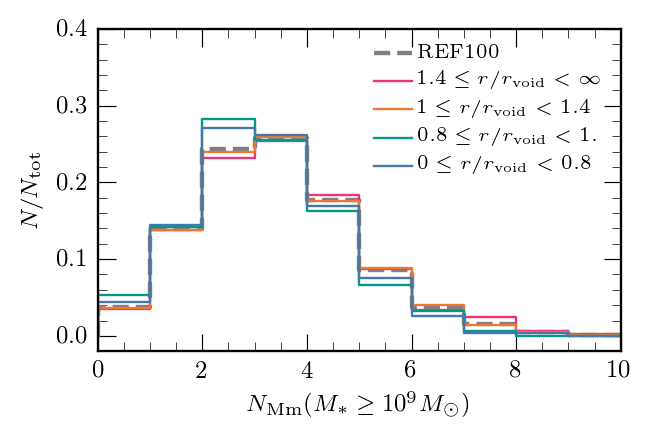 0.4
0.3
0.2
0.1
0.0
N/N_tot
REF100
1.4 ≤ r/r_void < ∞
1 ≤ r/r_void < 1.4
0.8 ≤ r/r_void < 1.
0 ≤ r/r_void < 0.8
0 2 4 6 8 10
N_Mm(M_* ≥ 10^9 M_⊙)